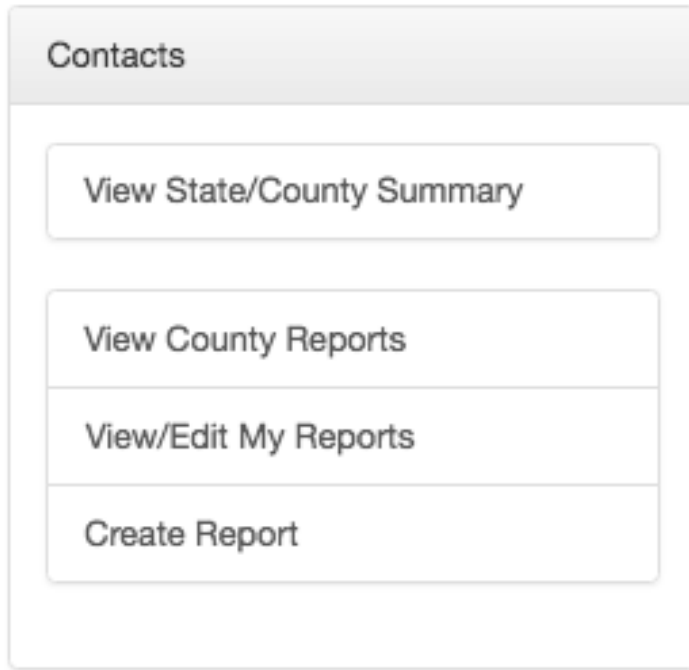 Contacts
View State/County Summary
View County Reports
View/Edit My Reports
Create Report